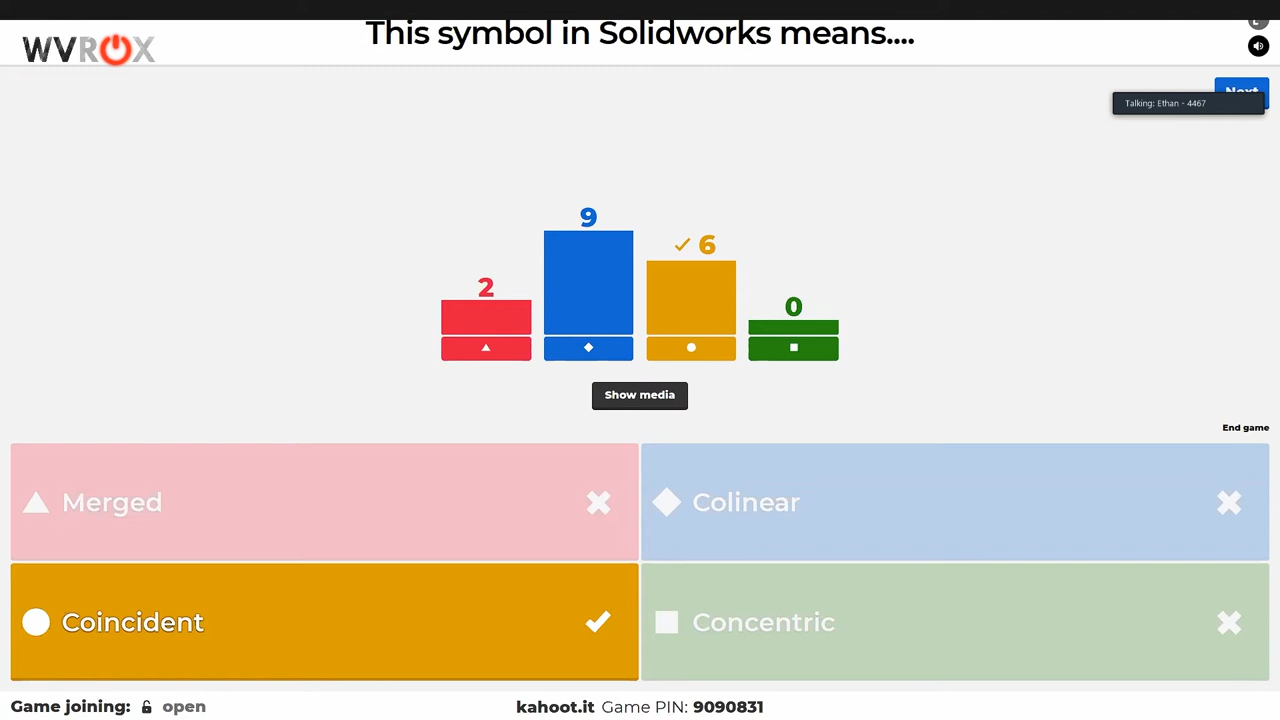 This symbol in Solidworks means....
WVROX
Talking: Ethan - 4467
9
6
2
0
Show media
End game
Merged
Colinear
Coincident
Concentric
Game joining: open
kahoot.it Game PIN: 9090831